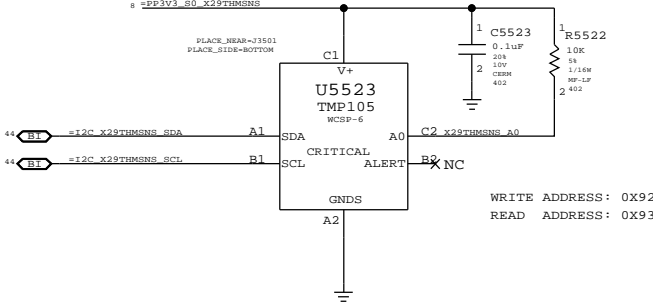 8 =PP3V3_S0_X29THMSNS
PLACE_NEAR=J3501
PLACE_SIDE=BOTTOM
C1
V+
U5523
TMP105
WCSP-6
1
C5523
0.1uF
20%
10V
CERM
402
2
1
R5522
10K
5%
1/16W
MF-LF
402
2
44 BI =I2C_X29THMSNS_SDA A1 SDA
A0 C2 X29THMSNS_A0
CRITICAL
44 BI =I2C_X29THMSNS_SCL B1 SCL
ALERT B2 NC
GNDS
A2
WRITE ADDRESS: 0X92
READ ADDRESS: 0X93